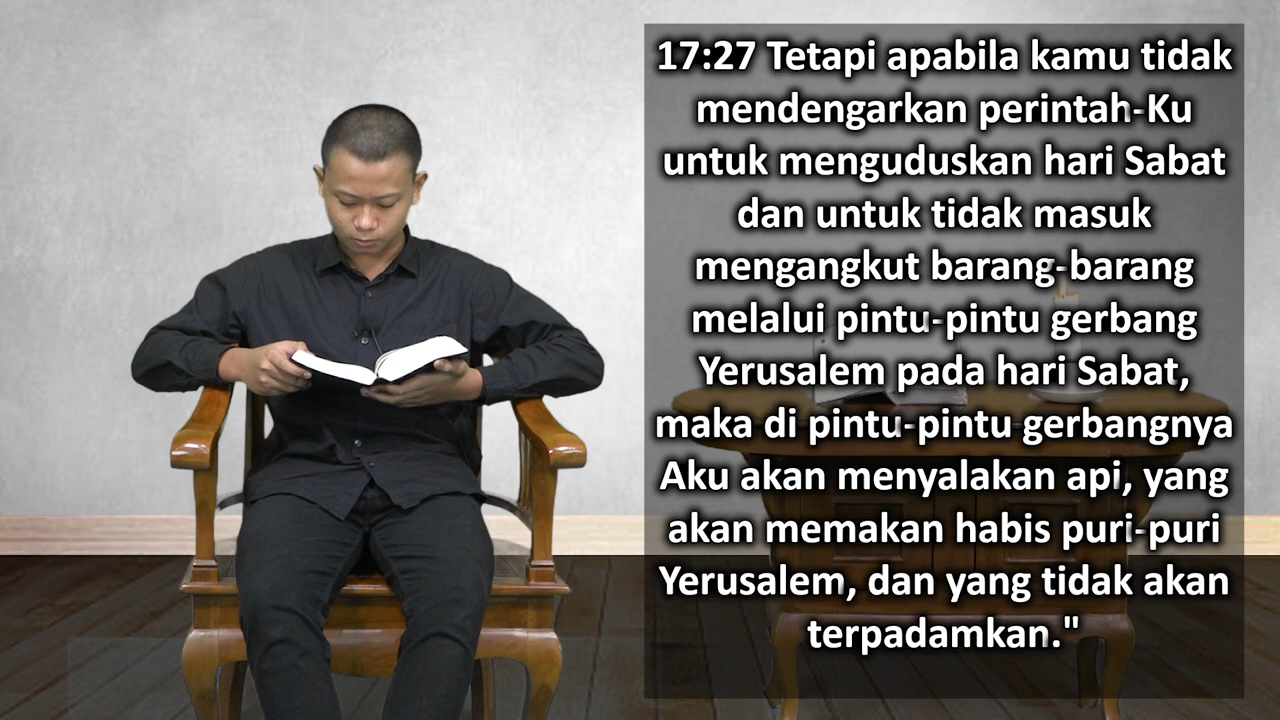 17:27 Tetapi apabila kamu tidak
mendengarkan perintah-Ku
untuk menguduskan hari Sabat
dan untuk tidak masuk
mengangkut barang-barang
melalui pintu-pintu gerbang
Yerusalem pada hari Sabat,
maka di pintu-pintu gerbangnya
Aku akan menyalakan api, yang
akan memakan habis puri-puri
Yerusalem, dan yang tidak akan
terpadamkan."